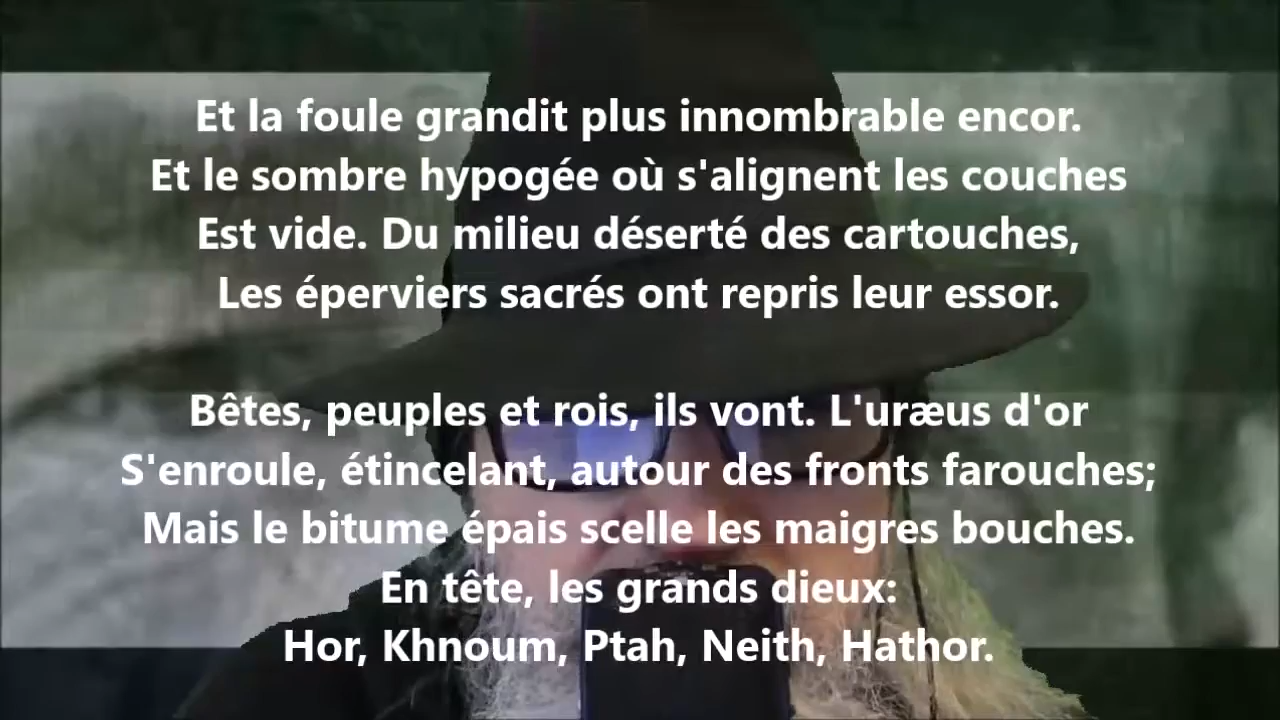 Et la foule grandit plus innombrable encor.
Et le sombre hypogée où s'alignent les couches
Est vide. Du milieu déserté des cartouches,
Les éperviers sacrés ont repris leur essor.
Bêtes, peuples et rois, ils vont. L'uræus d'or
S'enroule, étincelant, autour des fronts farouches;
Mais le bitume épais scelle les maigres bouches.
En tête, les grands dieux:
Hor, Khnoum, Ptah, Neith, Hathor.